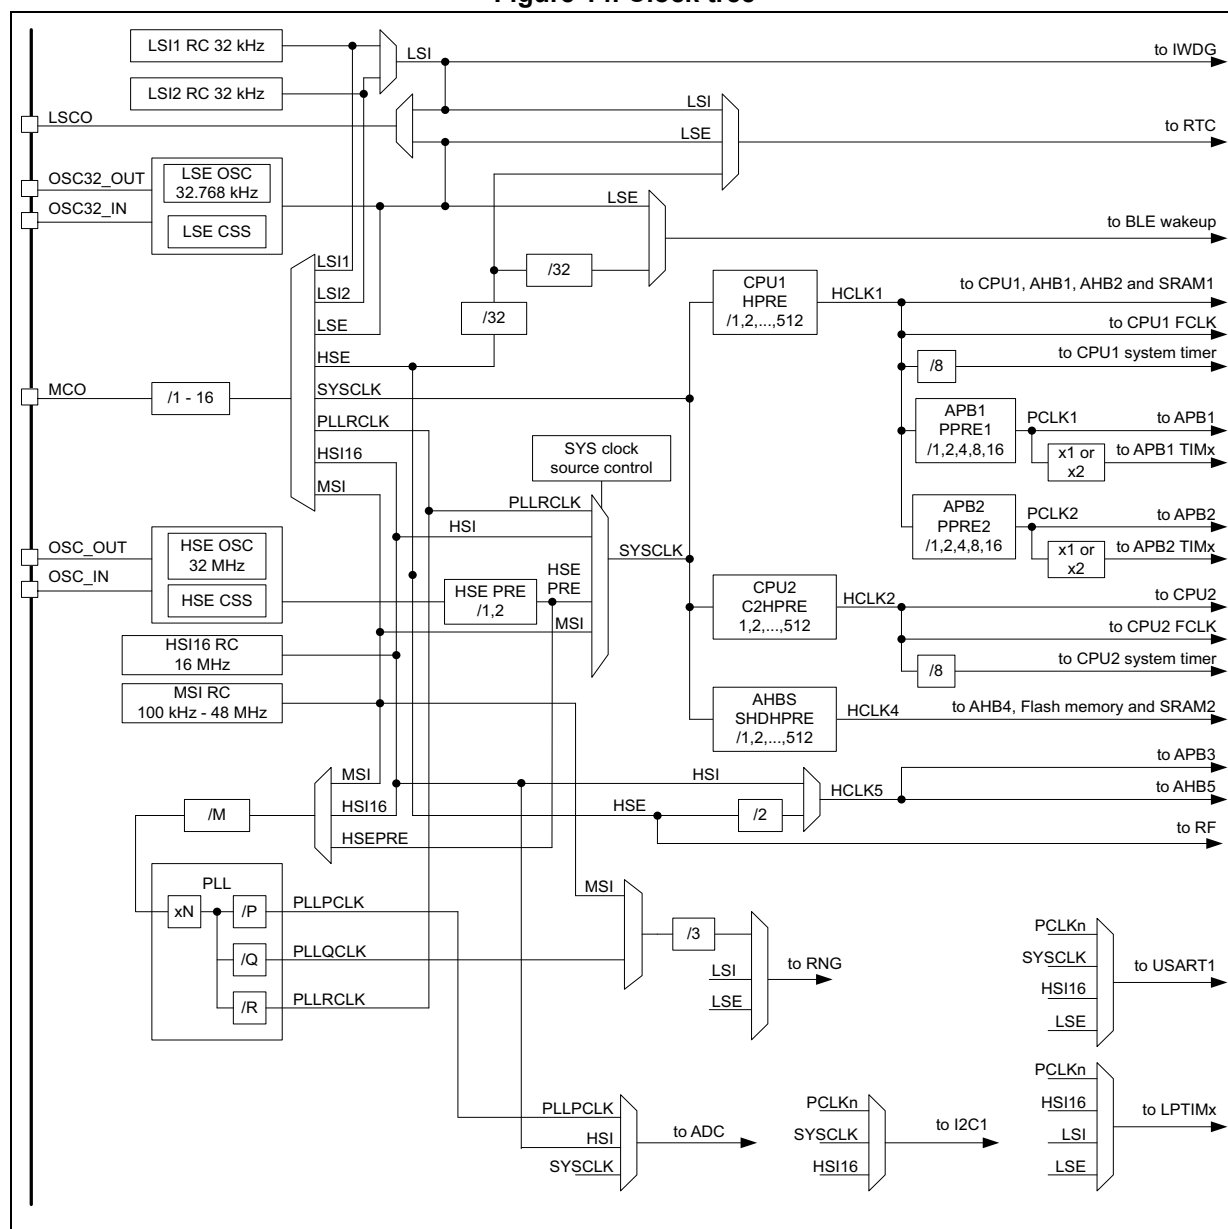 LSI1 RC 32 kHz
LSI
to IWDG
LSI2 RC 32 kHz
LSI
LSCO
LSE
to RTC
OSC32_OUT
LSE OSC
32.768 kHz
OSC32_IN
LSE CSS
LSE
to BLE wakeup
LSI1
/32
LSI2
/32
LSE
HSE
SYSCLK
PLLRCLK
HSI16
MSI
MCO
/1 - 16
CPU1
HPRE
/1,2,...,512
HCLK1
to CPU1, AHB1, AHB2 and SRAM1
to CPU1 FCLK
/8
to CPU1 system timer
APB1
PPRE1
/1,2,4,8,16
PCLK1
to APB1
x1 or
x2
to APB1 TIMx
SYS clock
source control
PLLRCLK
HSI
SYSCLK
APB2
PPRE2
/1,2,4,8,16
PCLK2
to APB2
x1 or
x2
to APB2 TIMx
OSC_OUT
HSE OSC
32 MHz
OSC_IN
HSE CSS
HSE PRE
/1,2
HSE
PRE
MSI
CPU2
C2HPRE
1,2,...,512
HCLK2
to CPU2
to CPU2 FCLK
/8
to CPU2 system timer
HSI16 RC
16 MHz
MSI RC
100 kHz - 48 MHz
AHBS
SHDHPRE
/1,2,...,512
HCLK4
to AHB4, Flash memory and SRAM2
MSI
HSI
to APB3
/M
HSI16
HSE
/2
HCLK5
to AHB5
HSEPRE
to RF
PLL
xN
/P
PLLPCLK
MSI
/Q
PLLQCLK
/3
/R
PLLRCLK
LSI
LSE
to RNG
PCLKn
SYSCLK
HSI16
LSE
to USART1
PLLPCLK
HSI
SYSCLK
to ADC
PCLKn
SYSCLK
HSI16
to I2C1
PCLKn
HSI16
LSI
LSE
to LPTIMx